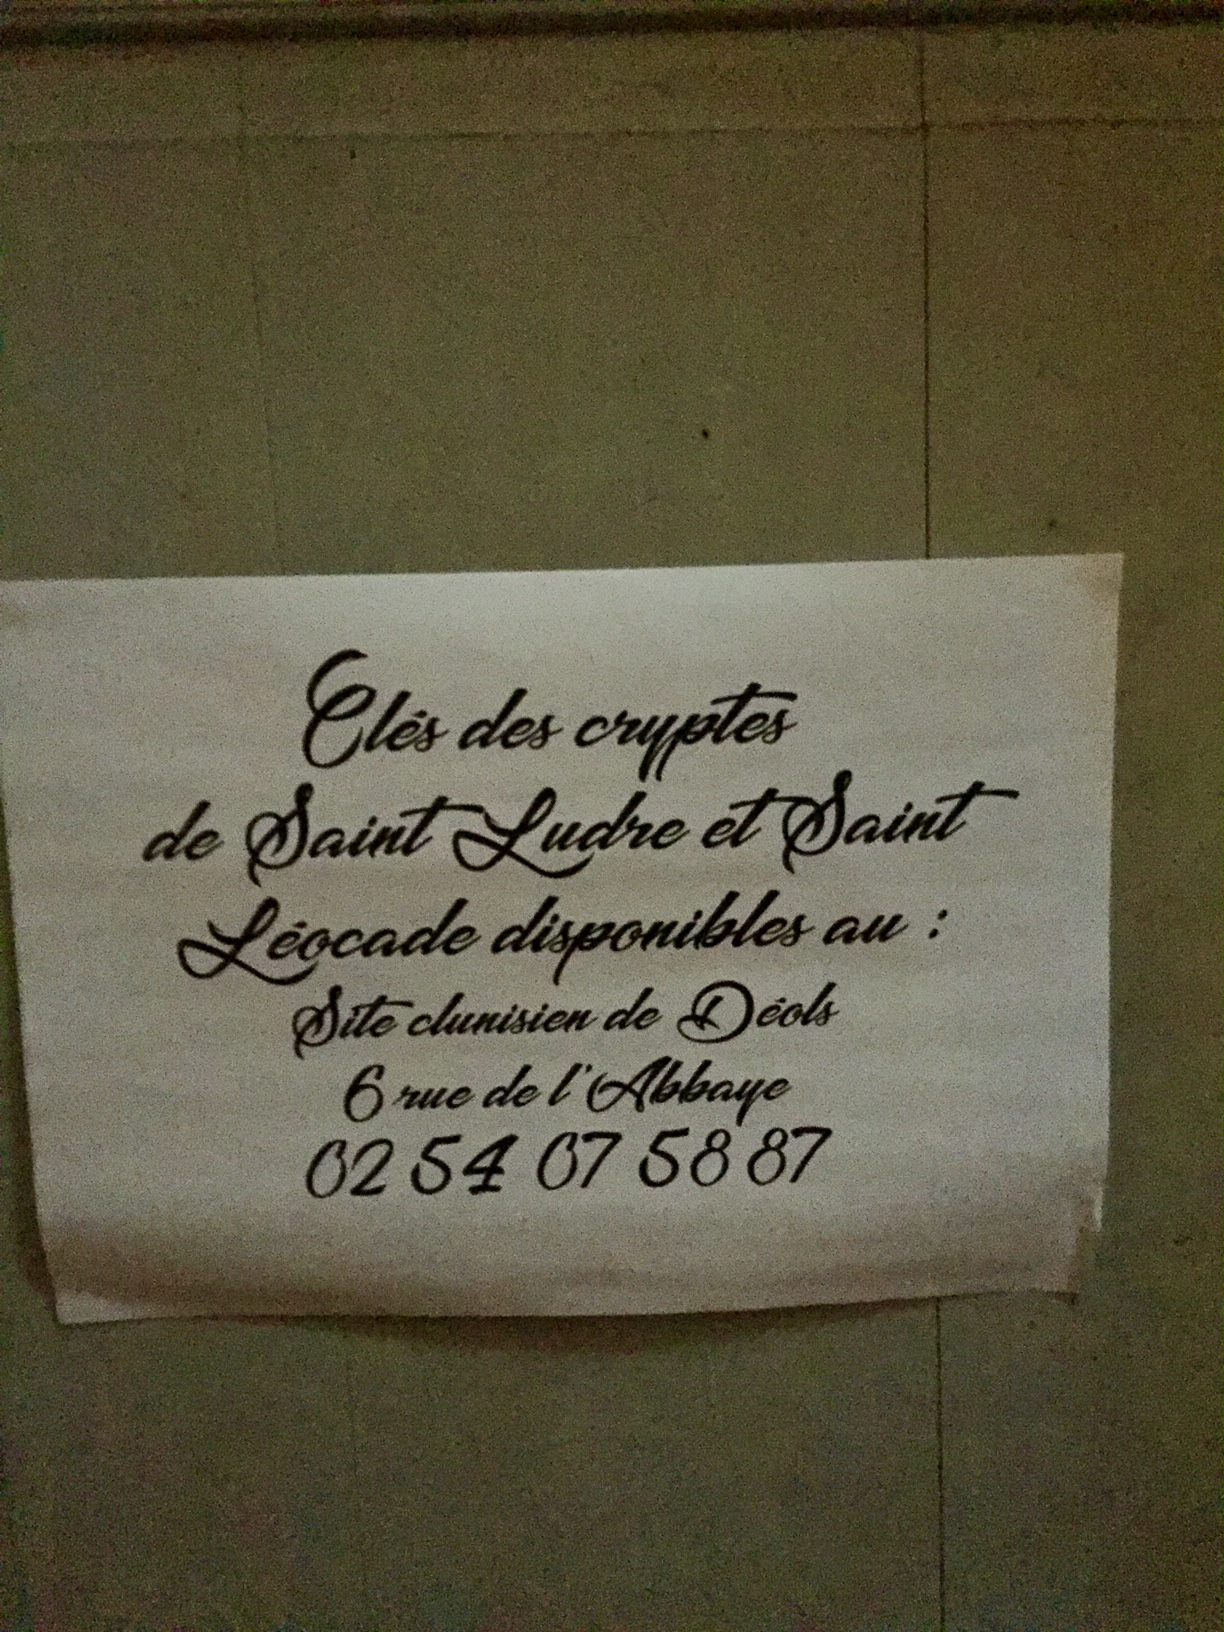 Clés des cryptes
de Saint Ludre et Saint
Léocade disponibles au :
Site clunisien de Déols
6 rue de l'Abbaye
02 54 07 58 87